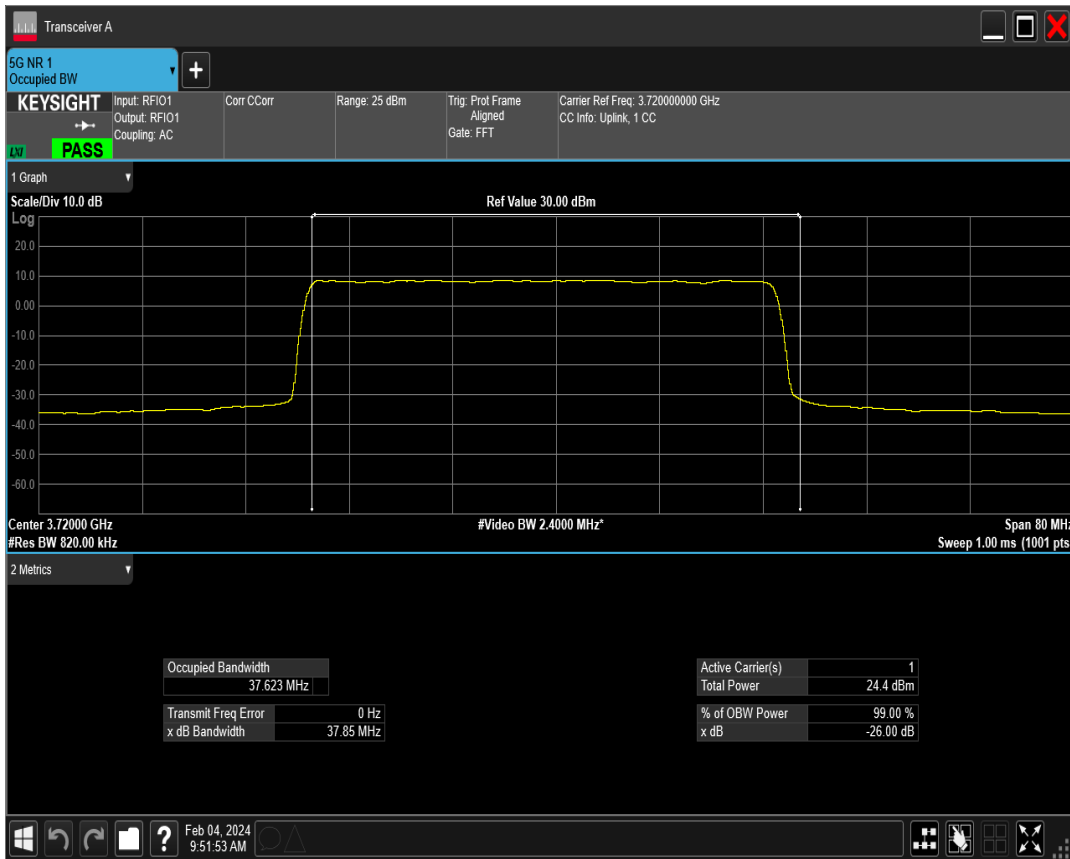 Transceiver A
5G NR 1
Occupied BW
+
KEYSIGHT
LXI
PASS
Input: RFIO1
Output: RFIO1
Coupling: AC
Corr CCorr
Range: 25 dBm
Trig: Prot Frame
Aligned
Gate: FFT
Carrier Ref Freq: 3.720000000 GHz
CC Info: Uplink, 1 CC
1 Graph
Scale/Div 10.0 dB
Ref Value 30.00 dBm
Log
20.0
10.0
0.00
-10.0
-20.0
-30.0
-40.0
-50.0
-60.0
Center 3.72000 GHz
#Video BW 2.4000 MHz*
Span 80 MHz
#Res BW 820.00 kHz
Sweep 1.00 ms (1001 pts
2 Metrics
Occupied Bandwidth
37.623 MHz
Transmit Freq Error 0 Hz
x dB Bandwidth 37.85 MHz
Active Carrier(s) 1
Total Power 24.4 dBm
% of OBW Power 99.00 %
x dB -26.00 dB
?
Feb 04, 2024
9:51:53 AM